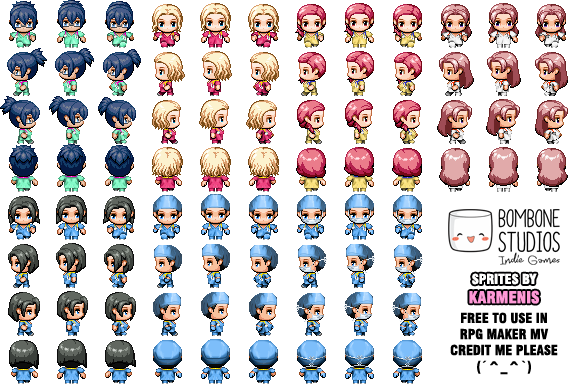 BOMBONE
STUDIOS
Indie Games
SPRITES BY
KARMENIS
FREE TO USE IN
RPG MAKER MV
CREDIT ME PLEASE
(´^_^`)